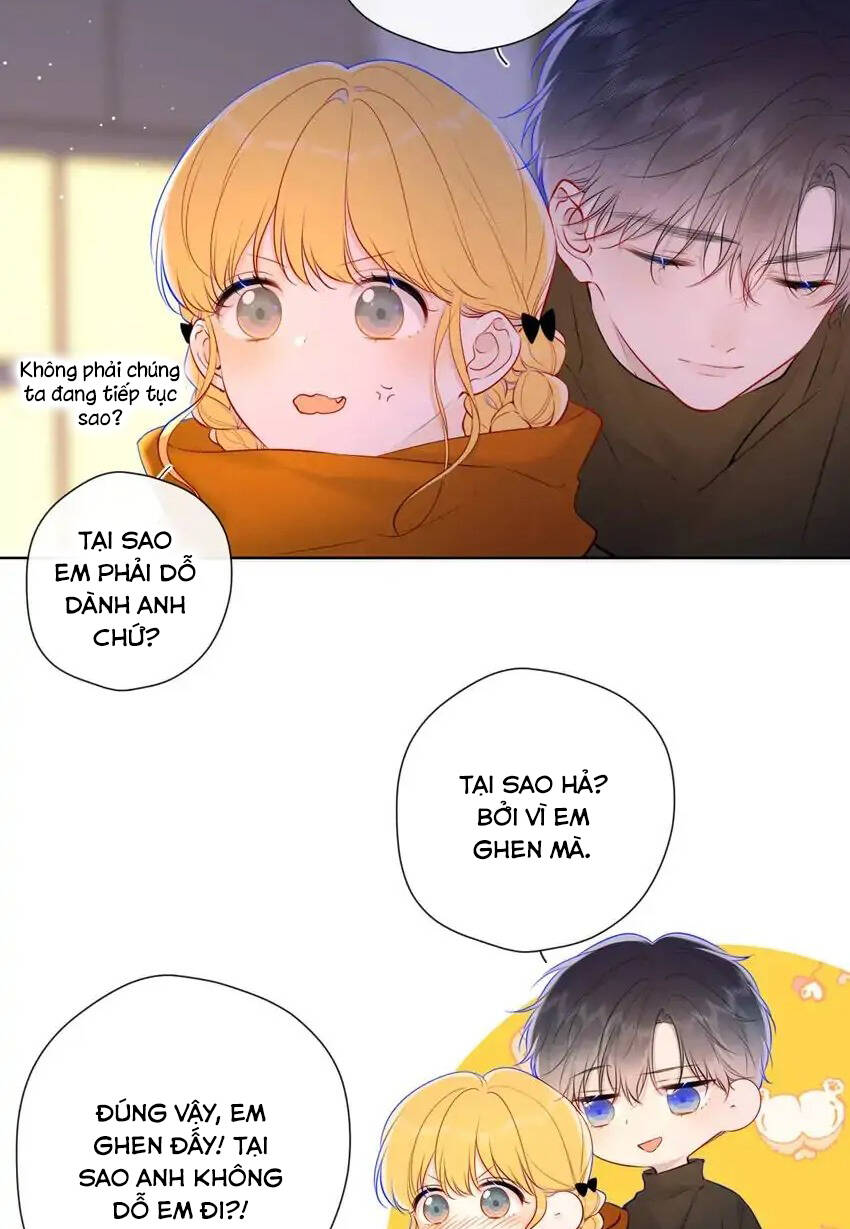 Không phải chúng
ta đang tiếp tục
sao?
TẠI SAO
EM PHẢI DỖ
DÀNH ANH
CHỨ?
TẠI SAO HẢ?
BỞI VÌ EM
GHEN MÀ.
ĐÚNG VẬY, EM
GHEN ĐẤY! TẠI
SAO ANH KHÔNG
DỖ EM ĐI?!